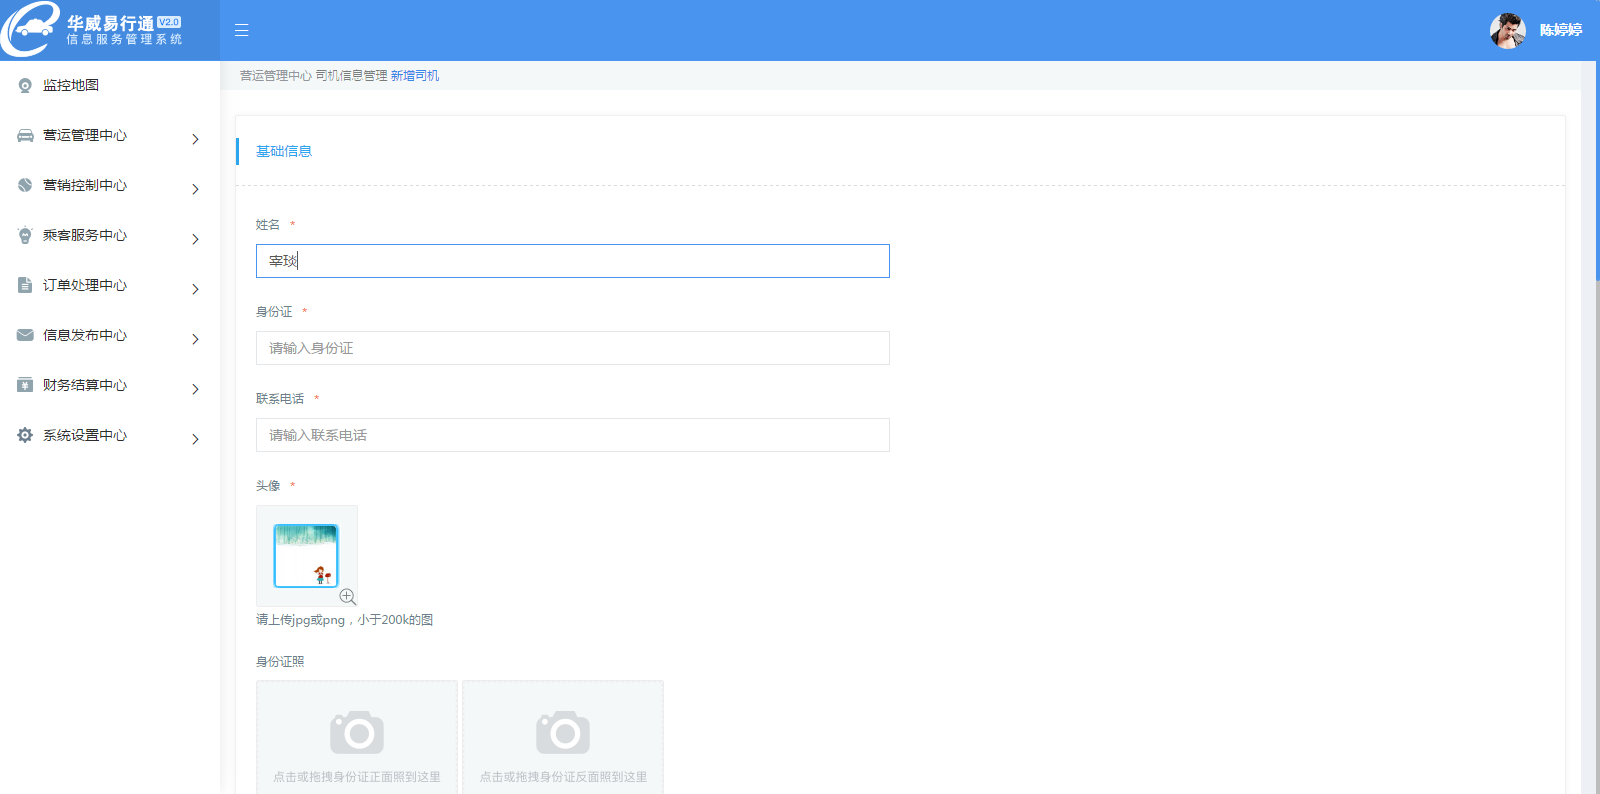 华威易行通 V2.0
信息服务管理系统
陈婷婷
监控地图
营运管理中心
营销控制中心
乘客服务中心
订单处理中心
信息发布中心
财务结算中心
系统设置中心
营运管理中心 司机信息管理 新增司机
基础信息
姓名 *
宰琰
身份证 *
请输入身份证
联系电话 *
请输入联系电话
头像 *
请上传jpg或png，小于200k的图
身份证照
点击或拖拽身份证正面照到这里
点击或拖拽身份证反面照到这里